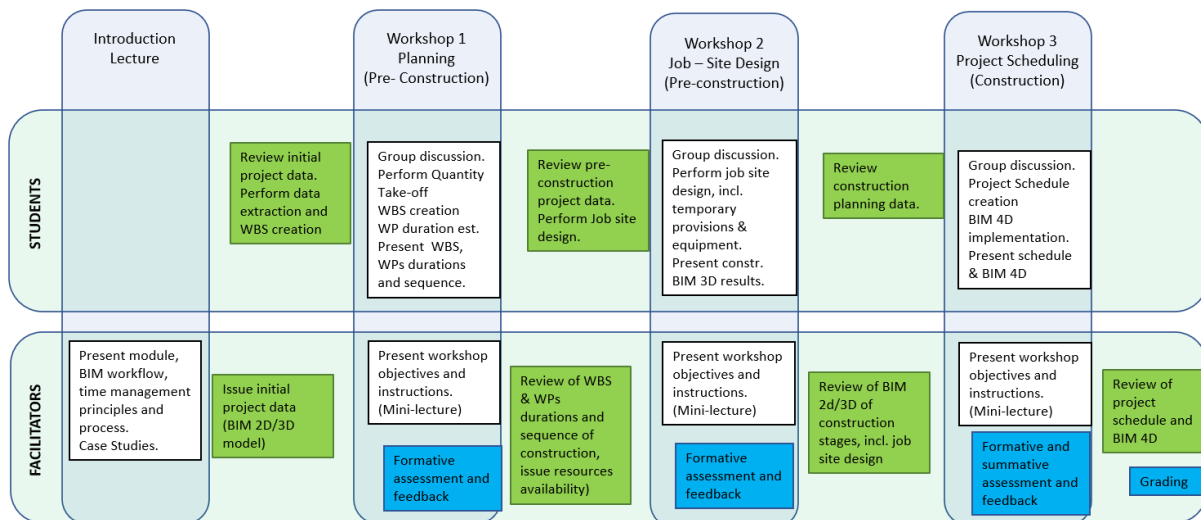 Introduction
Lecture
Workshop 1
Planning
(Pre- Construction)
Workshop 2
Job – Site Design
(Pre-construction)
Workshop 3
Project Scheduling
(Construction)
STUDENTS
Review initial
project data.
Perform data
extraction and
WBS creation
Group discussion.
Perform Quantity
Take-off
WBS creation
WP duration est.
Present WBS,
WPs durations
and sequence.
Review pre-
construction
project data.
Perform Job site
design.
Group discussion.
Perform job site
design, incl.
temporary
provisions &
equipment.
Present constr.
BIM 3D results.
Review
construction
planning data.
Group discussion.
Project Schedule
creation
BIM 4D
implementation.
Present schedule
& BIM 4D
FACILITATORS
Present module,
BIM workflow,
time management
principles and
process.
Case Studies.
Issue initial
project data
(BIM 2D/3D
model)
Present workshop
objectives and
instructions.
(Mini-lecture)
Formative
assessment and
feedback
Review of WBS
& WPs
durations and
sequence of
construction,
issue resources
availability)
Present workshop
objectives and
instructions.
(Mini-lecture)
Formative
assessment and
feedback
Review of BIM
2d/3D of
construction
stages, incl. job
site design
Present workshop
objectives and
instructions.
(Mini-lecture)
Formative and
summative
assessment and
feedback
Review of
project
schedule and
BIM 4D
Grading